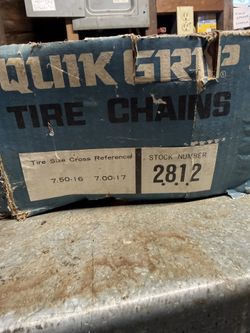 QUIK GRIP
TIRE CHAINS
Tire Size Cross Reference
STOCK NUMBER
7.50-16 7.00-17
2812